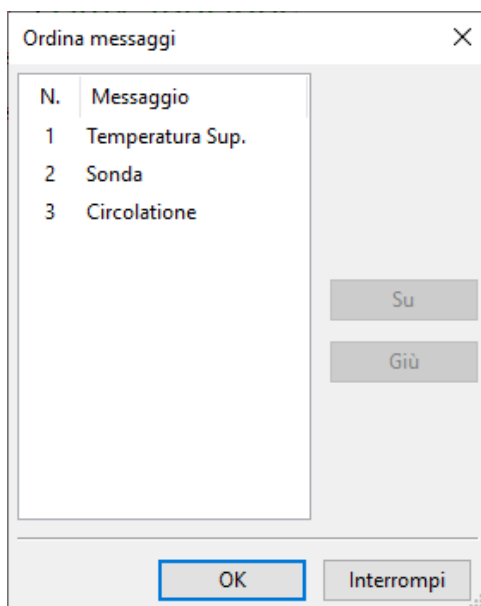 Ordina messaggi
N. Messaggio
1 Temperatura Sup.
2 Sonda
3 Circolatione
Su
Giù
OK Interrompi